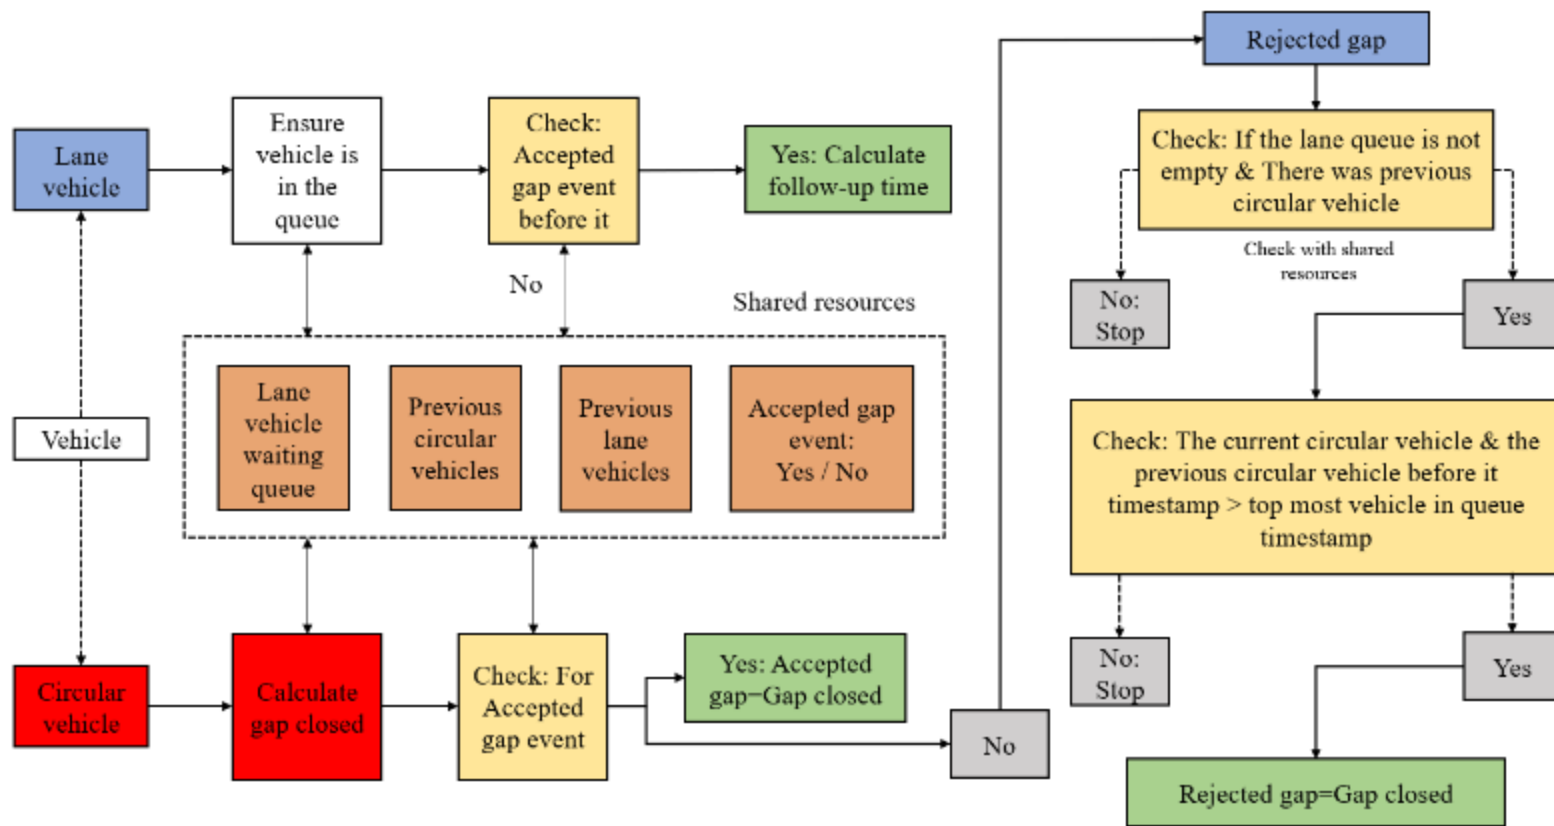 Rejected gap
Lane
vehicle
Ensure
vehicle is
in the
queue
Check:
Accepted
gap event
before it
Yes: Calculate
follow-up time
Check: If the lane queue is not
empty & There was previous
circular vehicle
Check with shared
resources
No
Shared resources
No:
Stop
Yes
Vehicle
Lane
vehicle
waiting
queue
Previous
circular
vehicles
Previous
lane
vehicles
Accepted gap
event:
Yes / No
Check: The current circular vehicle & the
previous circular vehicle before it
timestamp > top most vehicle in queue
timestamp
Circular
vehicle
Calculate
gap closed
Check: For
Accepted
gap event
Yes: Accepted
gap=Gap closed
No
No:
Stop
Yes
Rejected gap=Gap closed